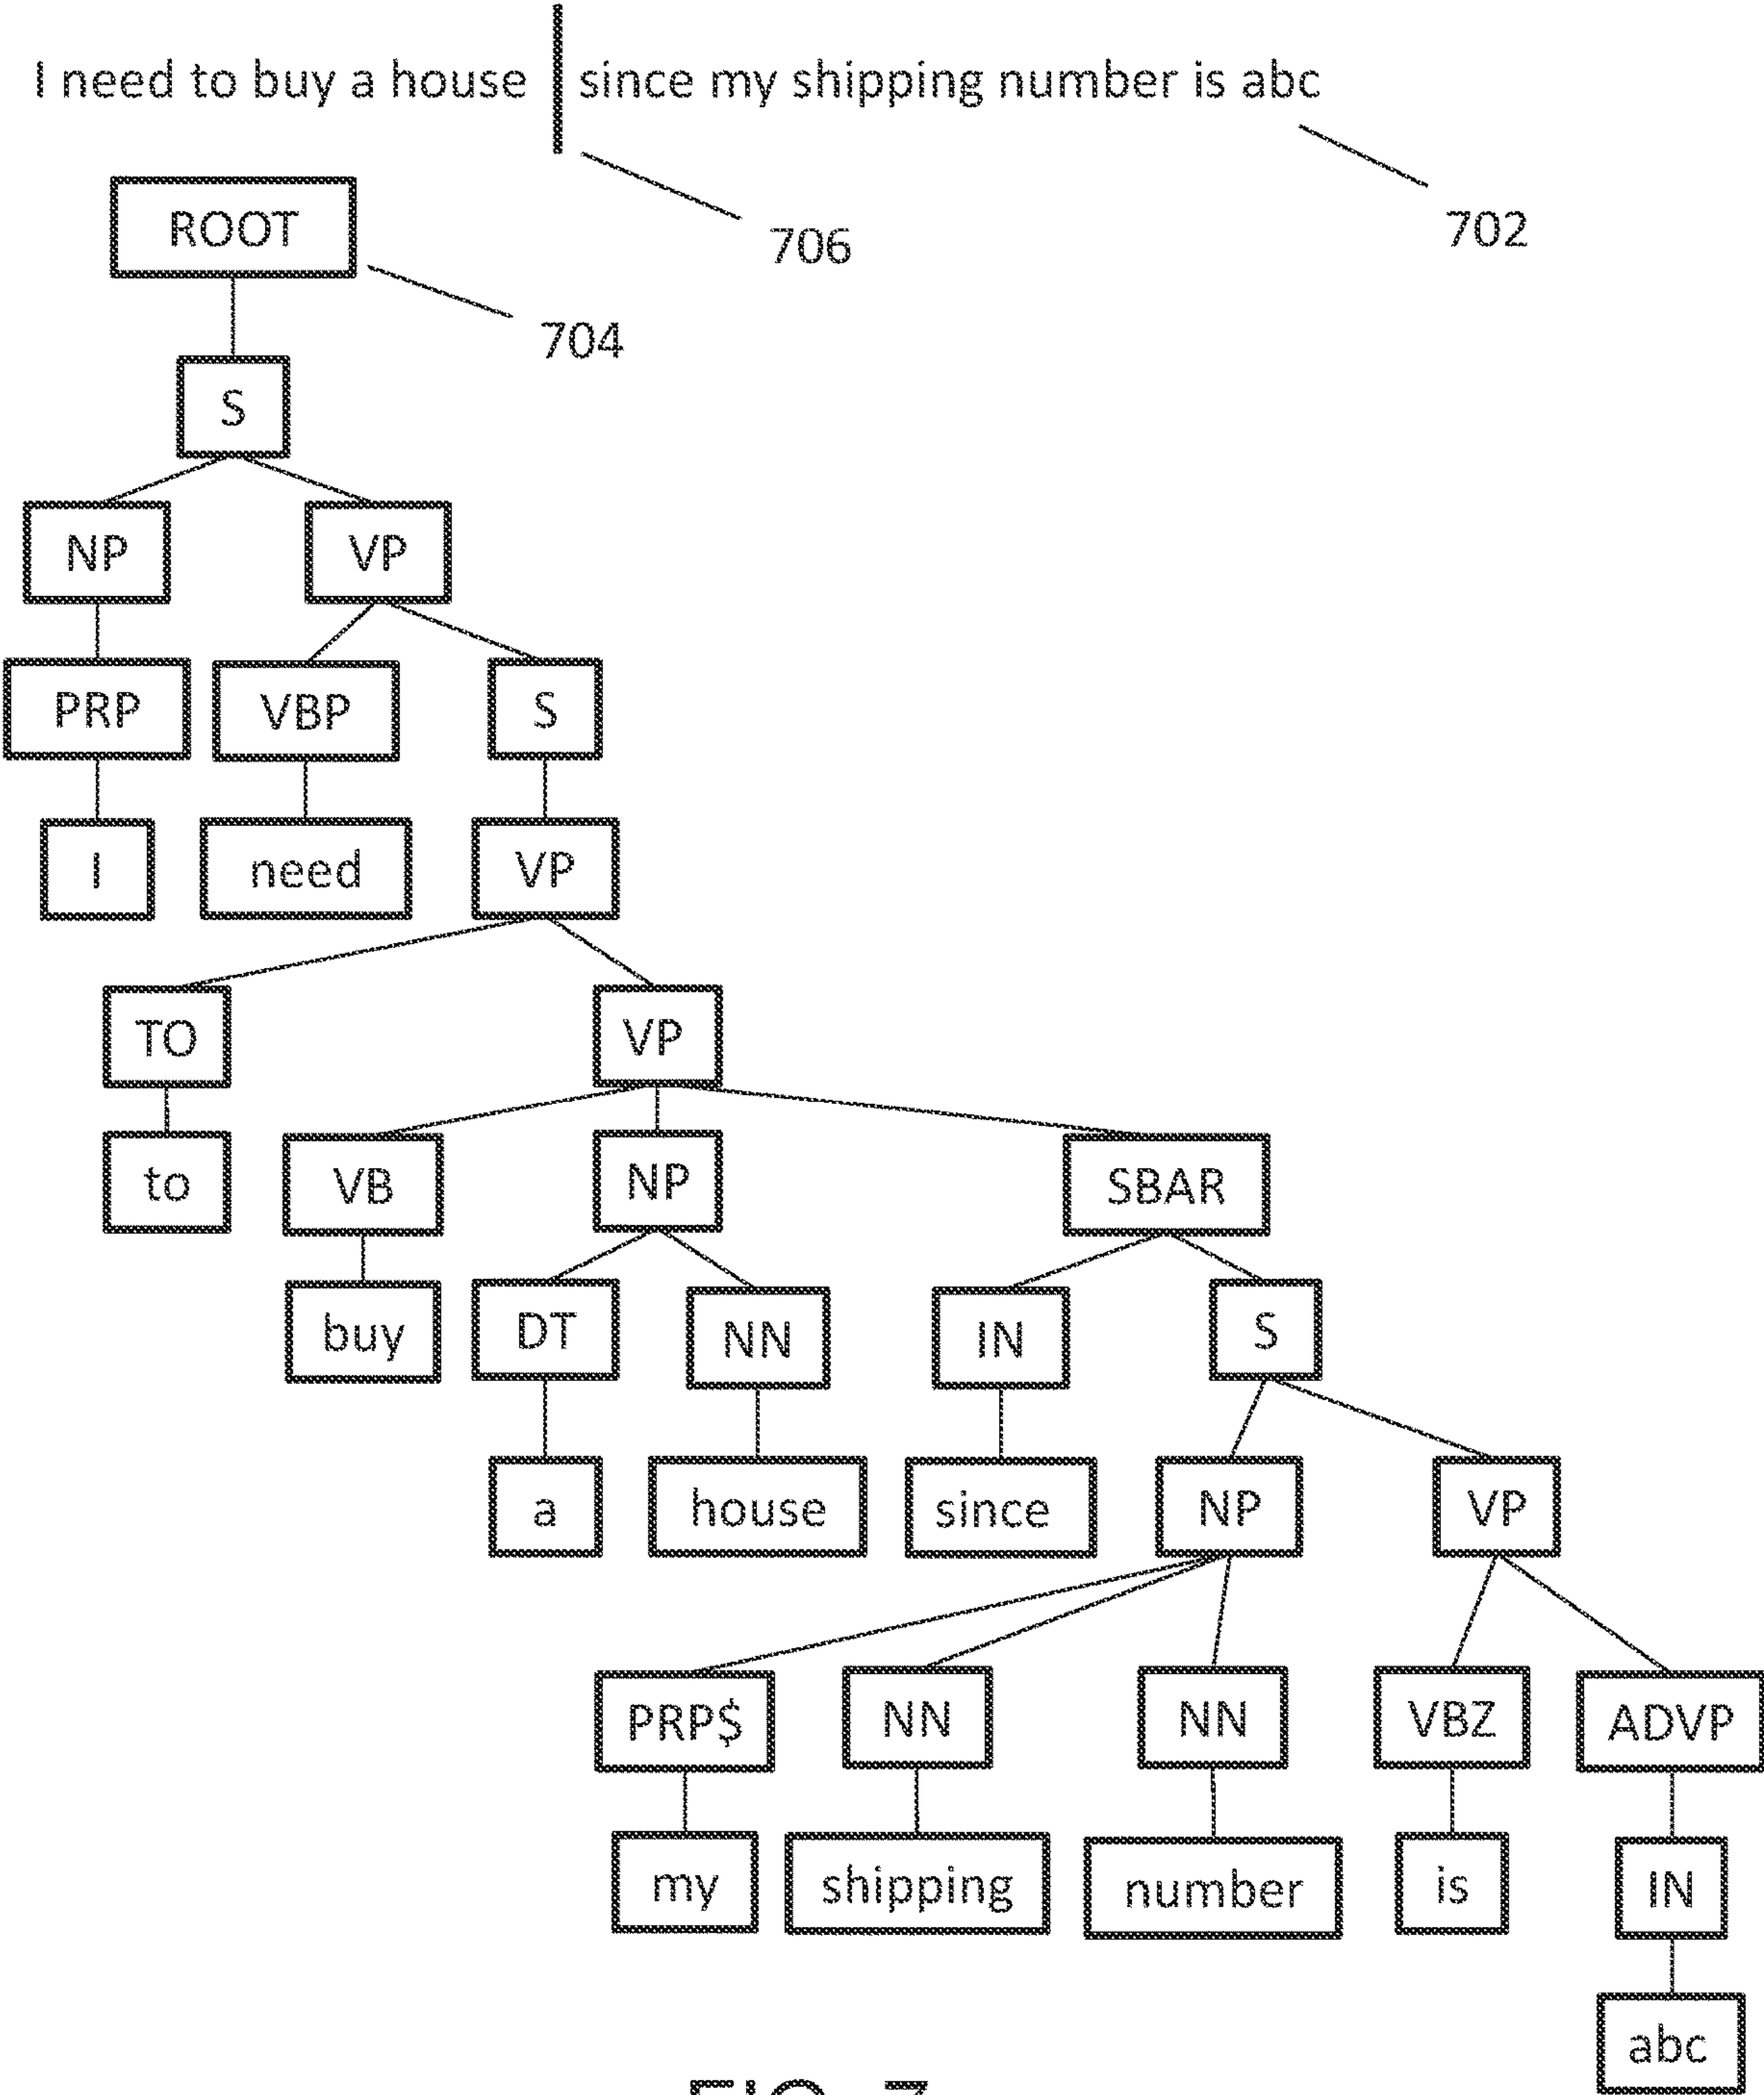 I need to buy a house since my shipping number is abc
702
706
ROOT
704
S
NP VP
PRP VBP S
I need VP
TO VP
to VB NP SBAR
buy DT NN IN S
a house since NP VP
PRP$ NN NN VBZ ADVP
my shipping number is IN
abc
FIG. 7